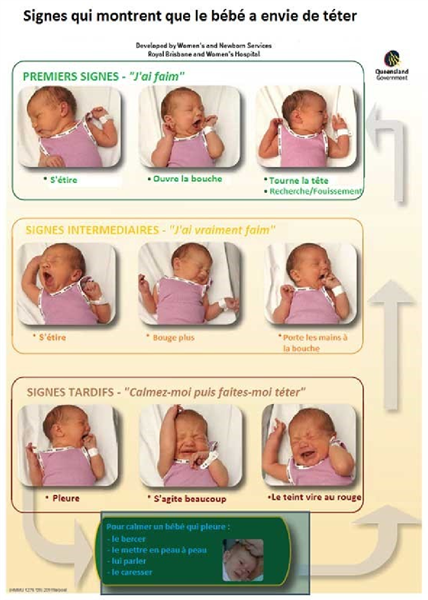 Signes qui montrent que le bébé a envie de téter
Developed by Women's and Newborn Services
Royal Brisbane and Women's Hospital
Queensland
Government
PREMIERS SIGNES - "J'ai faim"
* S'étire
• Ouvre la bouche
• Tourne la tête
• Recherche/Fouissement
SIGNES INTERMEDIAIRES - "J'ai vraiment faim"
* S'étire
* Bouge plus
* Porte les mains à
la bouche
SIGNES TARDIFS - "Calmez-moi puis faites-moi téter"
* Pleure
* S'agite beaucoup
•Le teint vire au rouge
Pour calmer un bébé qui pleure :
- le bercer
- le mettre en peau à peau
- lui parler
- le caresser